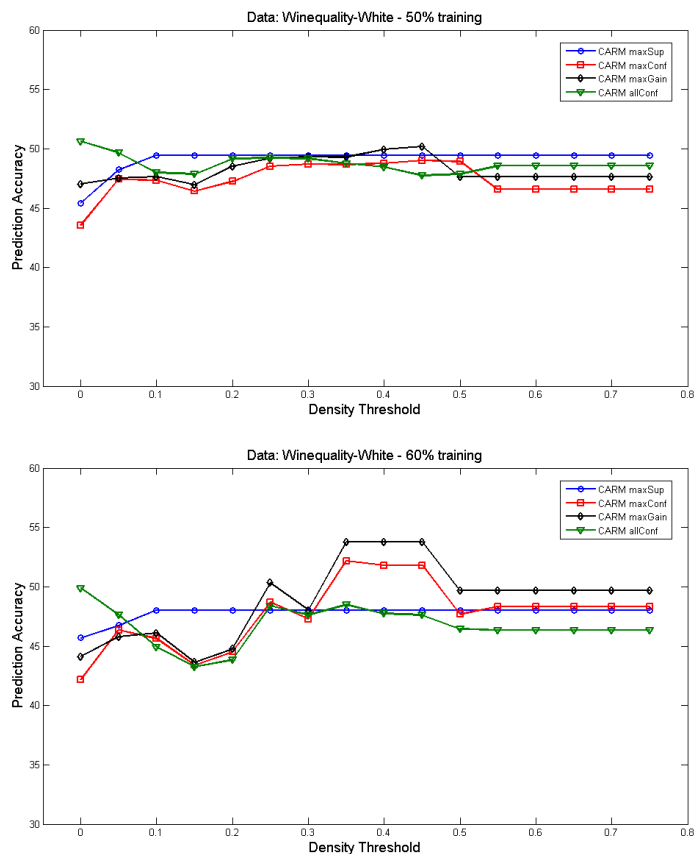 Data: Winequality-White - 50% training
60
55
50
45
40
35
30
Prediction Accuracy
CARM maxSup
CARM maxConf
CARM maxGain
CARM allConf
0 0.1 0.2 0.3 0.4 0.5 0.6 0.7 0.8
Density Threshold
Data: Winequality-White - 60% training
60
55
50
45
40
35
30
Prediction Accuracy
CARM maxSup
CARM maxConf
CARM maxGain
CARM allConf
0 0.1 0.2 0.3 0.4 0.5 0.6 0.7 0.8
Density Threshold